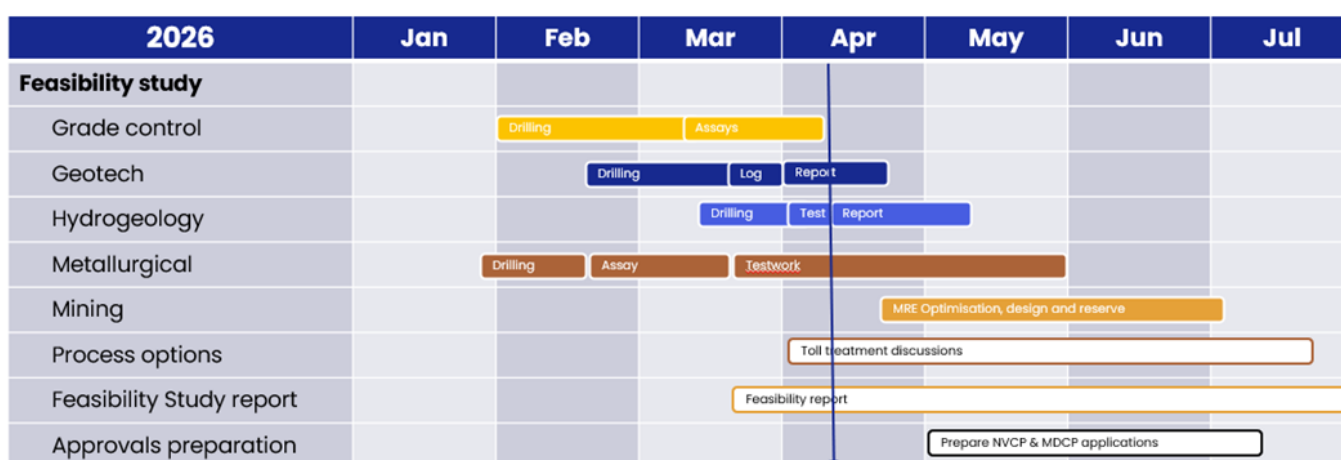 2026 Jan Feb Mar Apr May Jun Jul
Feasibility study
Grade control Drilling Assays
Geotech Drilling Log Report
Hydrogeology Drilling Test Report
Metallurgical Drilling Assay Testwork
Mining MRE Optimisation, design and reserve
Process options Toll treatment discussions
Feasibility Study report Feasibility report
Approvals preparation Prepare NVCP & MDCP applications